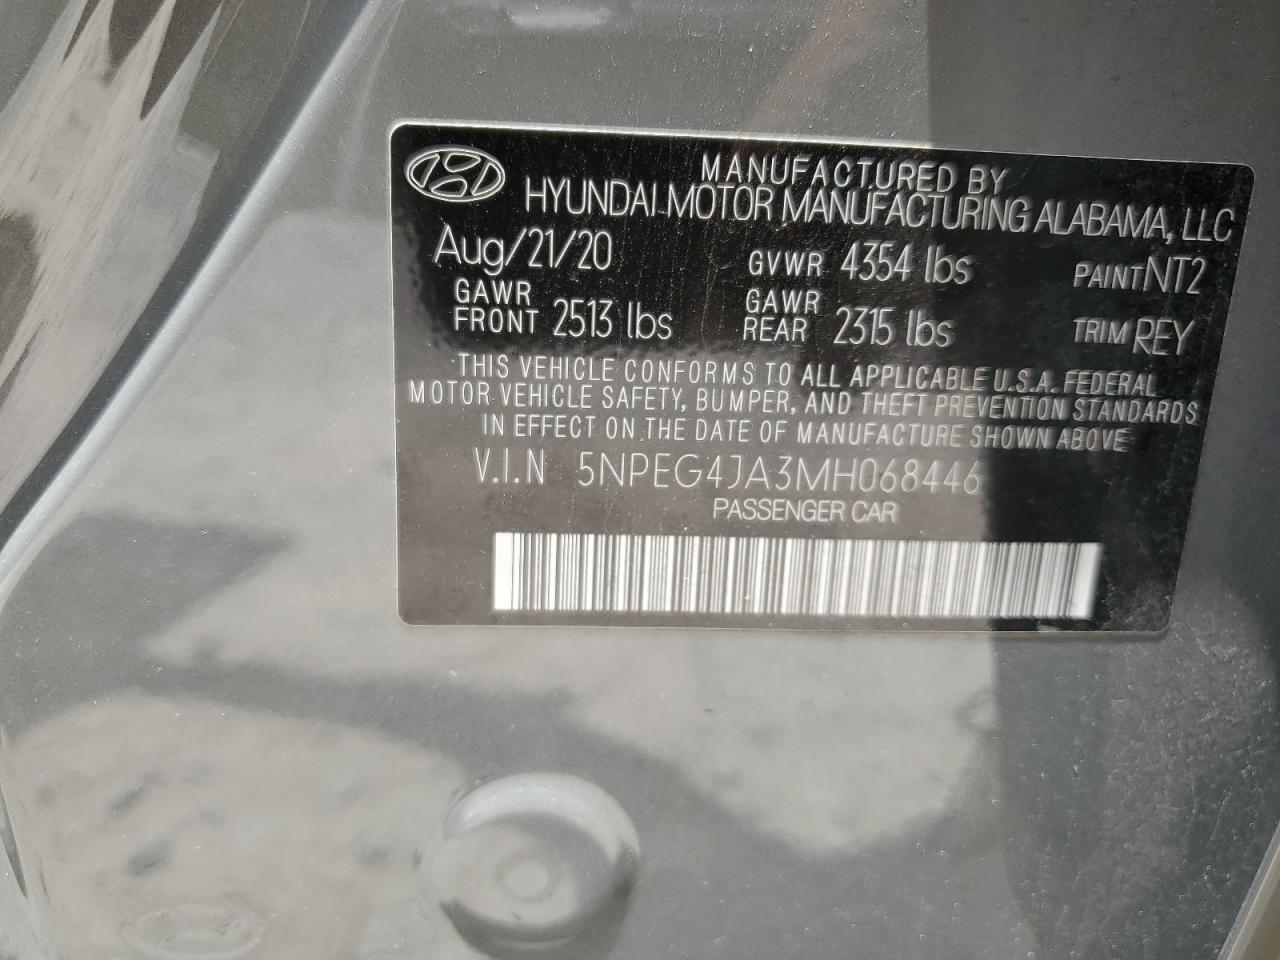 MANUFACTURED BY
HYUNDAI MOTOR MANUFACTURING ALABAMA, LLC
Aug/21/20 GVWR 4354 lbs PAINT NT2
GAWR FRONT 2513 lbs GAWR REAR 2315 lbs TRIM REY
THIS VEHICLE CONFORMS TO ALL APPLICABLE U.S.A. FEDERAL
MOTOR VEHICLE SAFETY, BUMPER, AND THEFT PREVENTION STANDARDS
IN EFFECT ON THE DATE OF MANUFACTURE SHOWN ABOVE
V.I.N 5NPEG4JA3MH068446
PASSENGER CAR